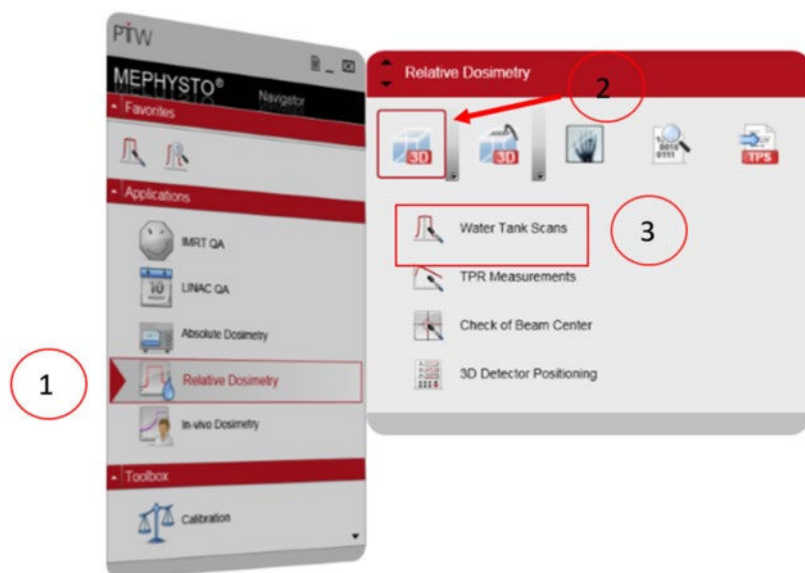 PTW
MEPHYSTO® Navigator
Favorites
Applications
IMRT QA
10
LINAC QA
Absolute Dosimetry
1
Relative Dosimetry
In-vivo Dosimetry
Toolbox
Calibration
Relative Dosimetry
2
3D
3D
TPS
Water Tank Scans
3
TPR Measurements
Check of Beam Center
3D Detector Positioning